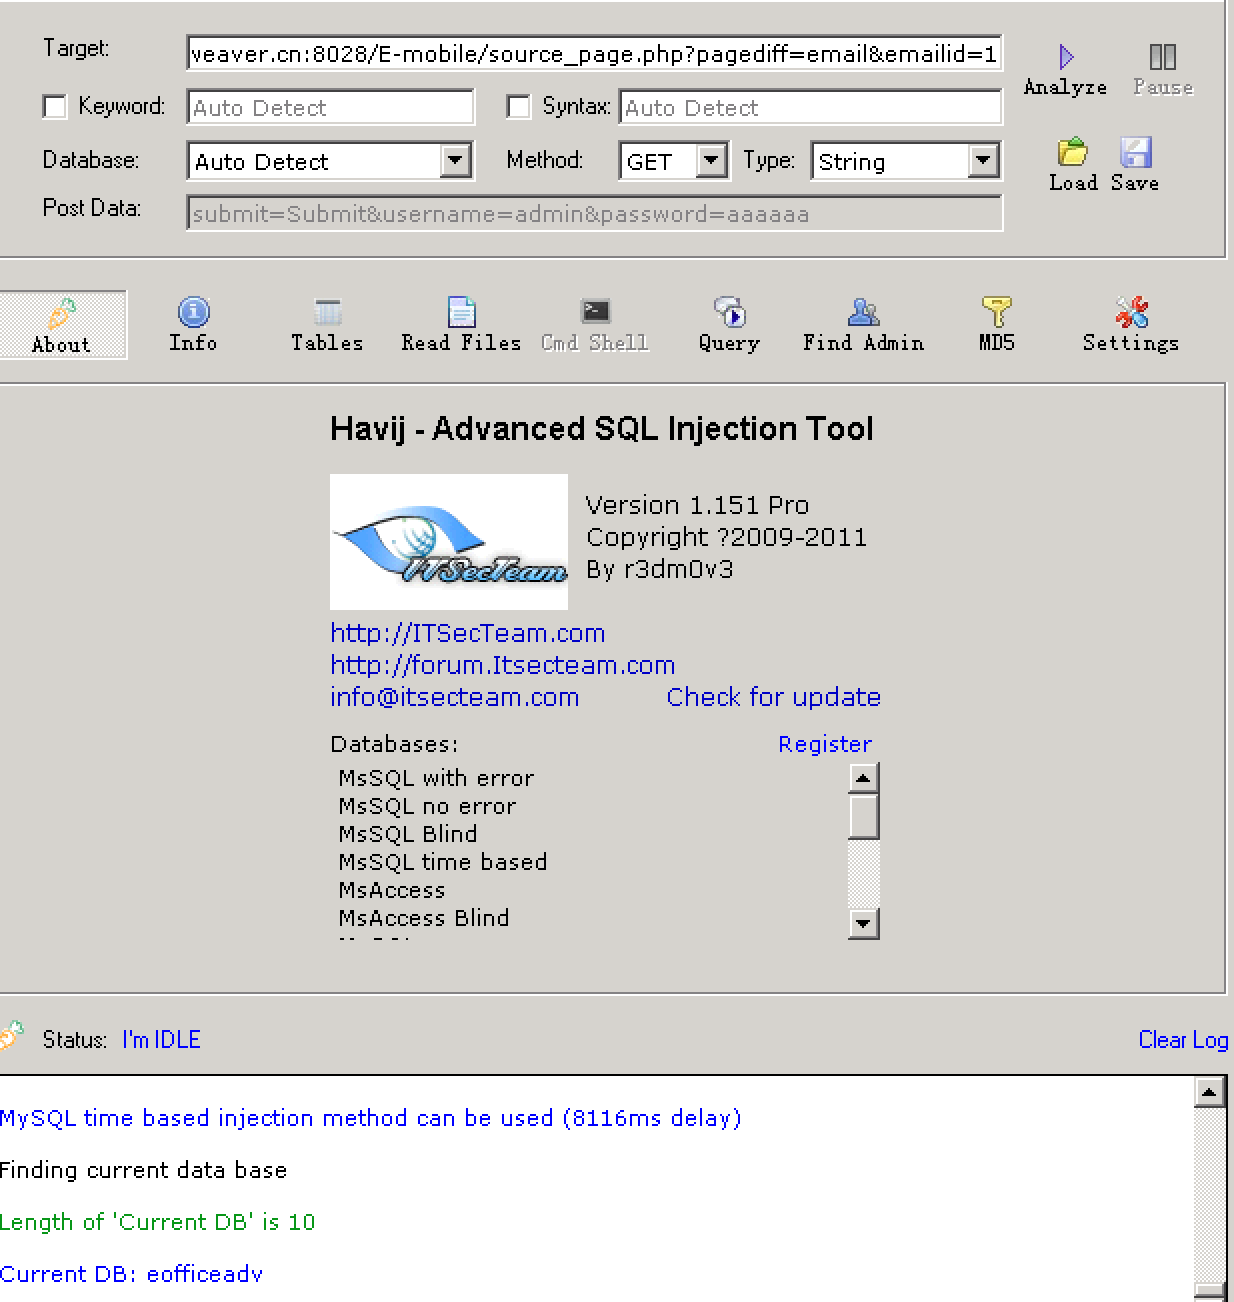 Target:
veaver.cn:8028/E-mobile/source_page.php?pagediff=email&emailid=1
Analyze
Pause
Keyword:
Auto Detect
Syntax:
Auto Detect
Database:
Auto Detect
Method:
GET
Type:
String
Load
Save
Post Data:
submit=Submit&username=admin&password=aaaaaa
About
Info
Tables
Read Files
Cmd Shell
Query
Find Admin
MD5
Settings
Havij - Advanced SQL Injection Tool
ITSecTeam
Version 1.151 Pro
Copyright ?2009-2011
By r3dm0v3
http://ITSecTeam.com
http://forum.Itsecteam.com
info@itsecteam.com
Check for update
Databases:
Register
MsSQL with error
MsSQL no error
MsSQL Blind
MsSQL time based
MsAccess
MsAccess Blind
Status: I'm IDLE
Clear Log
MySQL time based injection method can be used (8116ms delay)
Finding current data base
Length of 'Current DB' is 10
Current DB: eofficeadv